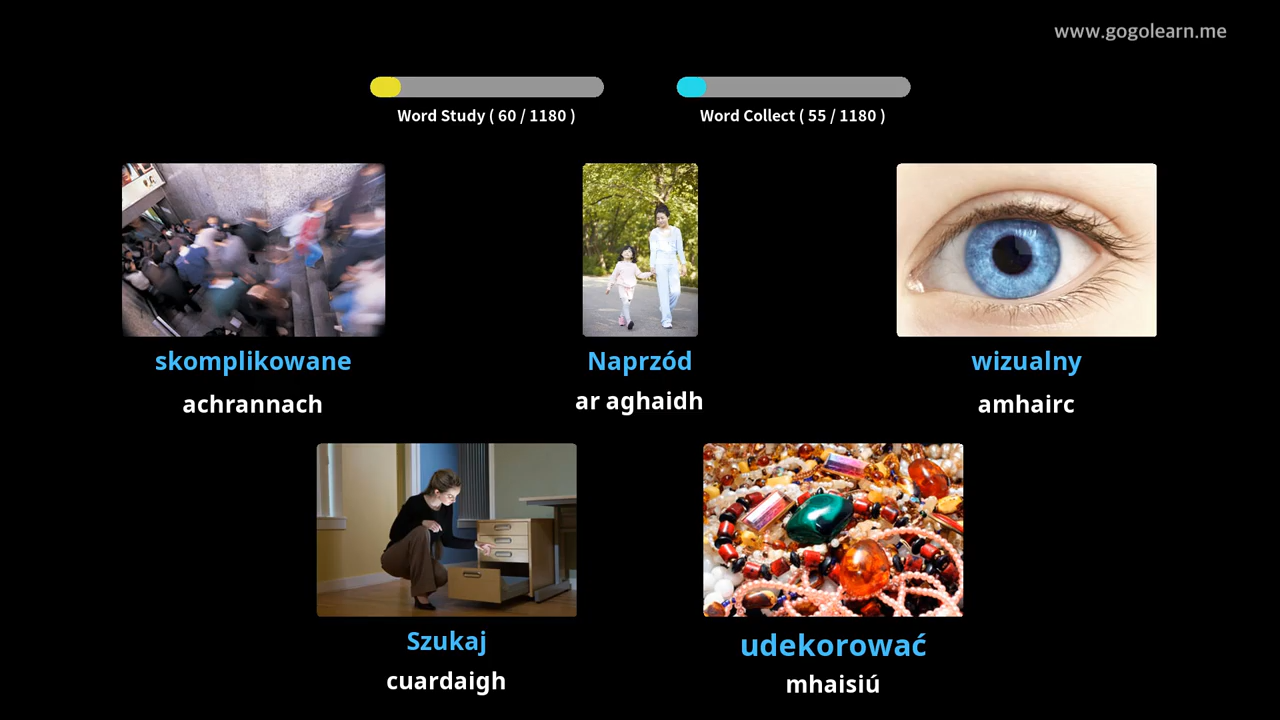 www.gogolearn.me
Word Study ( 60 / 1180 )
Word Collect ( 55 / 1180 )
skomplikowane
achrannach
Naprzód
ar aghaidh
wizualny
amhairc
Szukaj
cuardaigh
udekorować
mhaisiú